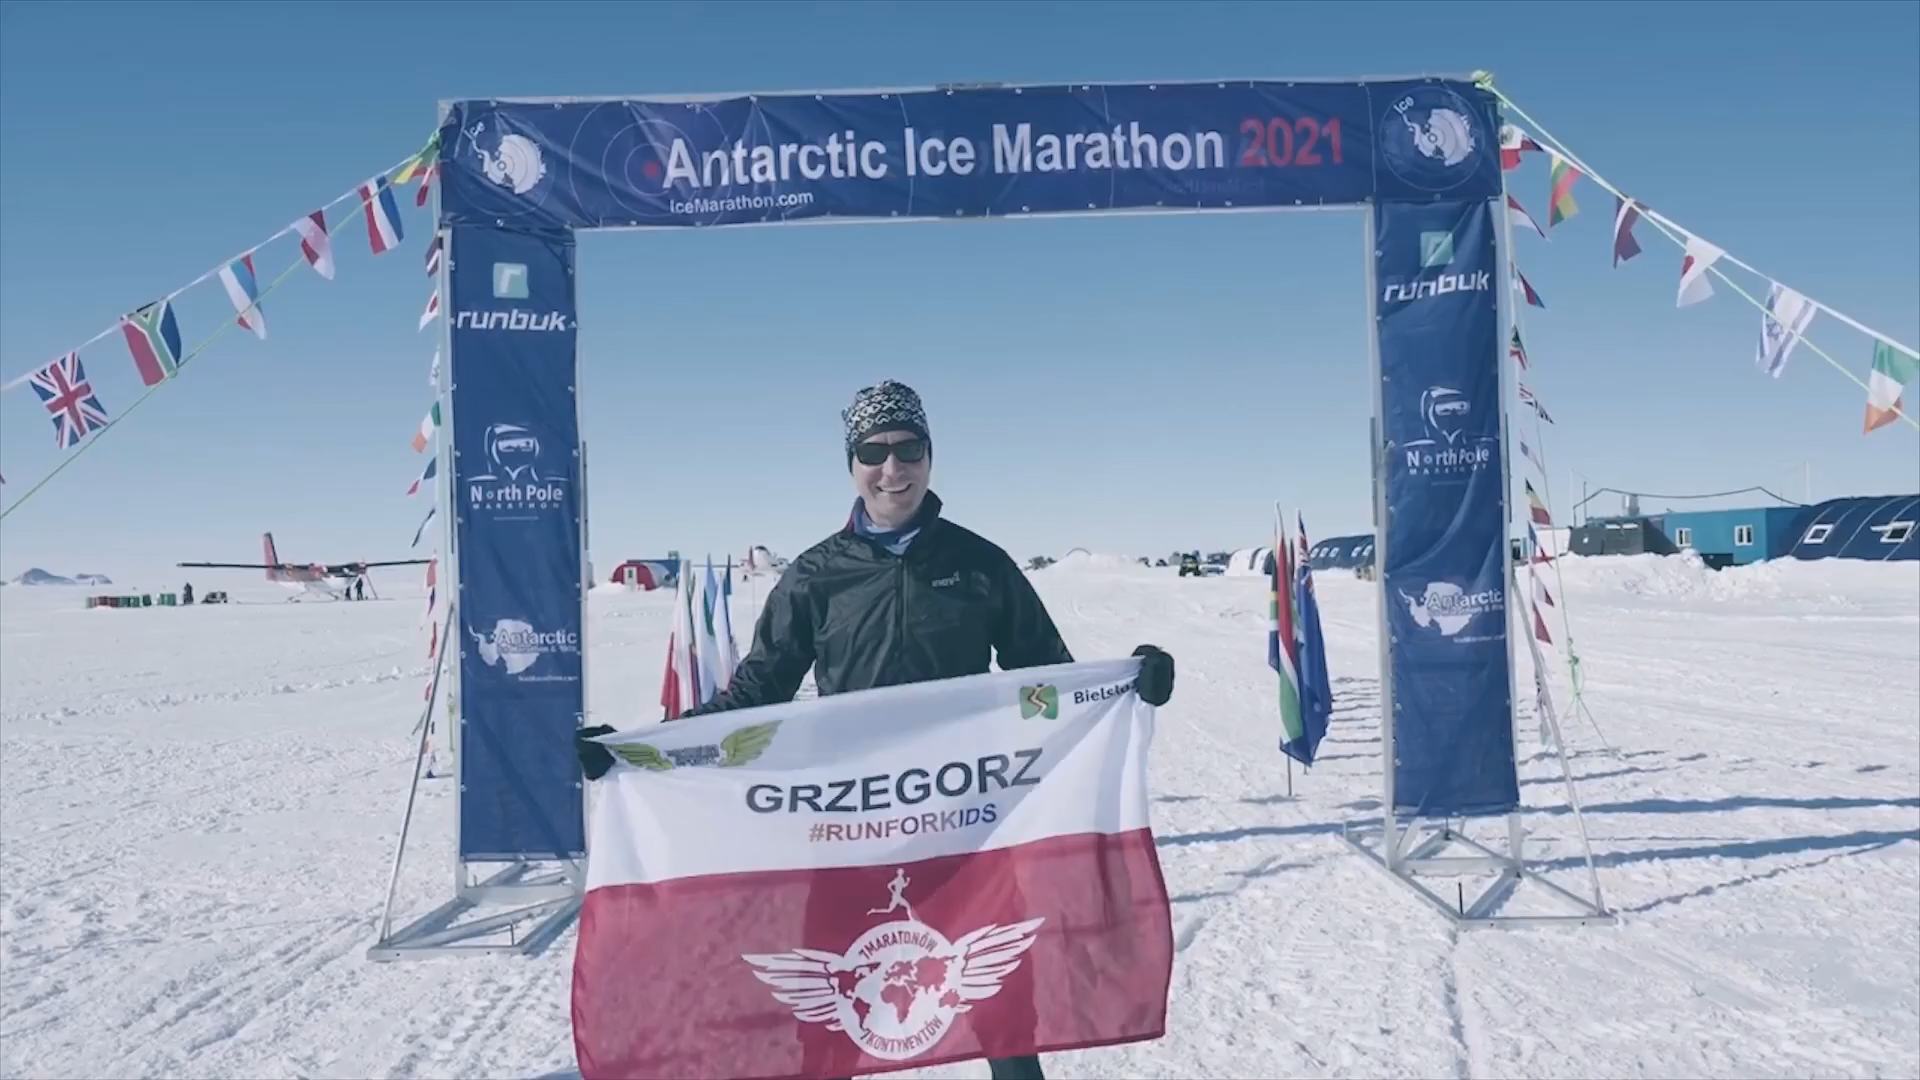 Antarctic Ice Marathon 2021
IceMarathon.com
runbuk
North Pole
MARATHON
Antarctic
runbuk
North Pole
MARATHON
Antarctic
inov8
GRZEGORZ
#RUNFORKIDS
7 MARATONÓW
7 KONTYNENTÓW